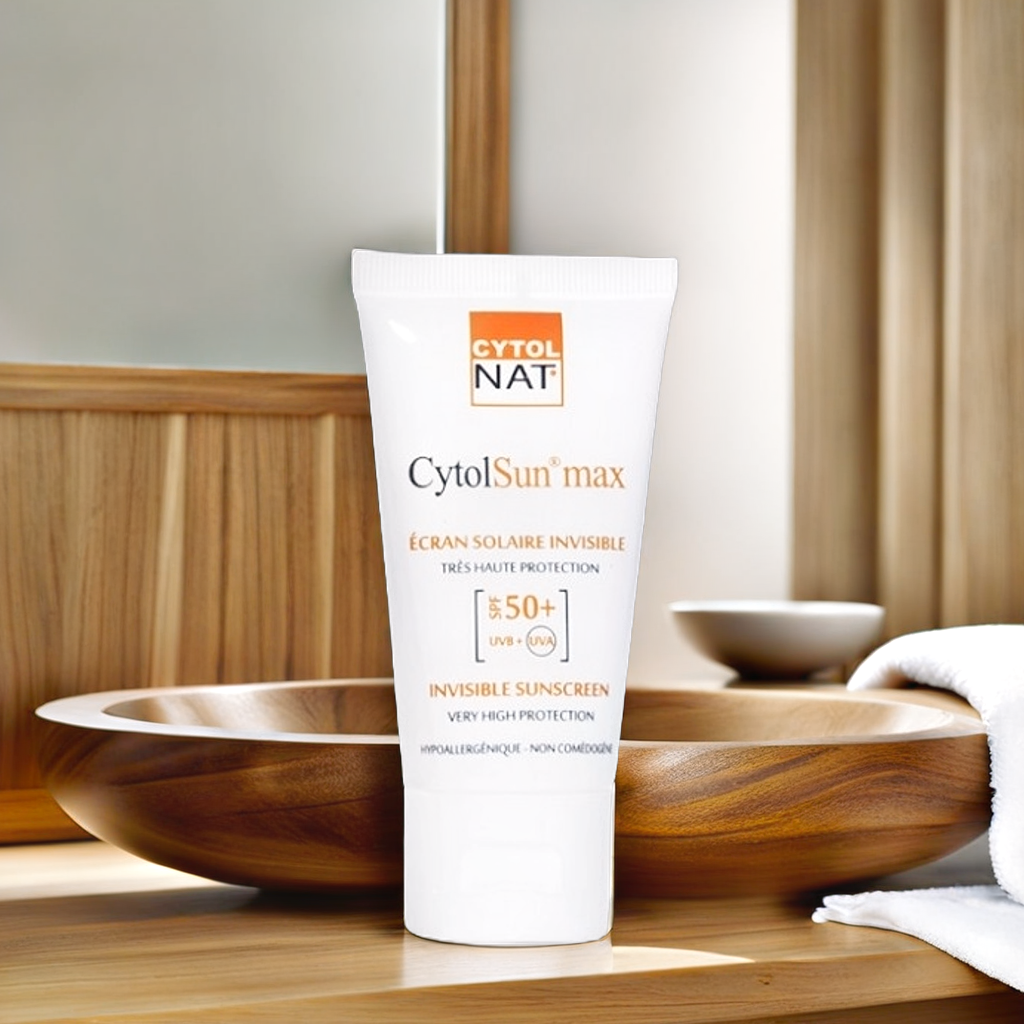 CYTOL
NAT
CytolSun® max
ÉCRAN SOLAIRE INVISIBLE
TRÈS HAUTE PROTECTION
SPF 50+
UVB + UVA
INVISIBLE SUNSCREEN
VERY HIGH PROTECTION
HYPOALLERGÉNIQUE - NON COMÉDOGÈNE